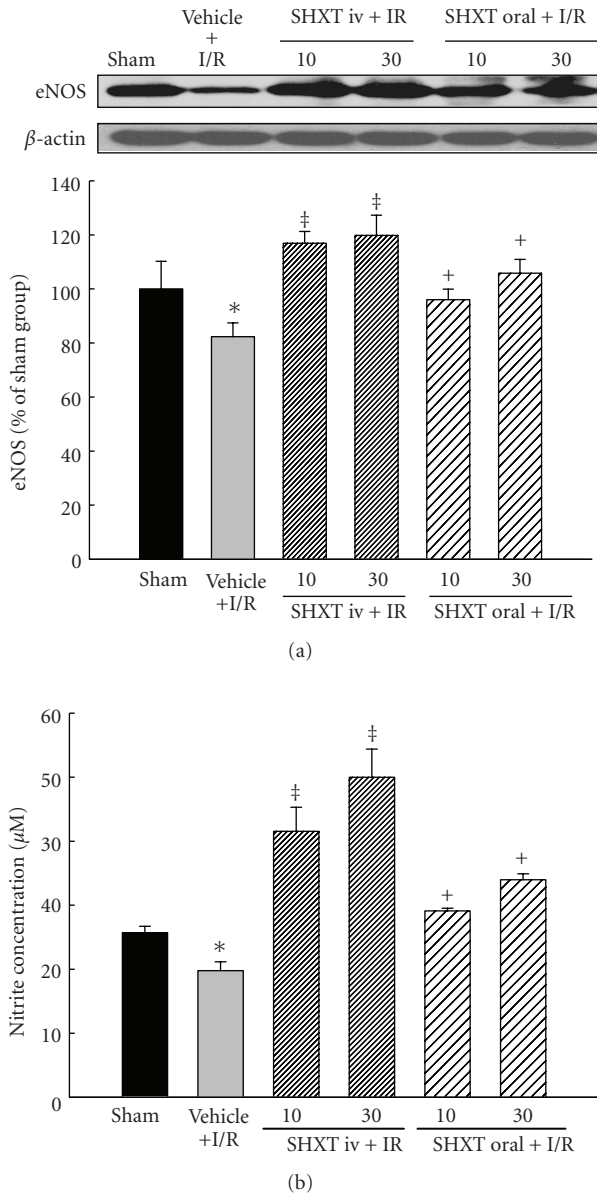 Vehicle
+
I/R
Sham
SHXT iv + IR
SHXT oral + I/R
10 30 10 30
eNOS
β-actin
140
120
100
80
60
40
20
0
eNOS (% of sham group)
*
‡
‡
+
+
Sham
Vehicle
+I/R
10 30 10 30
SHXT iv + IR SHXT oral + I/R
(a)
60
50
30
40
20
10
0
Nitrite concentration (μM)
*
‡
‡
+
+
Sham
Vehicle
+I/R
10 30 10 30
SHXT iv + IR SHXT oral + I/R
(b)